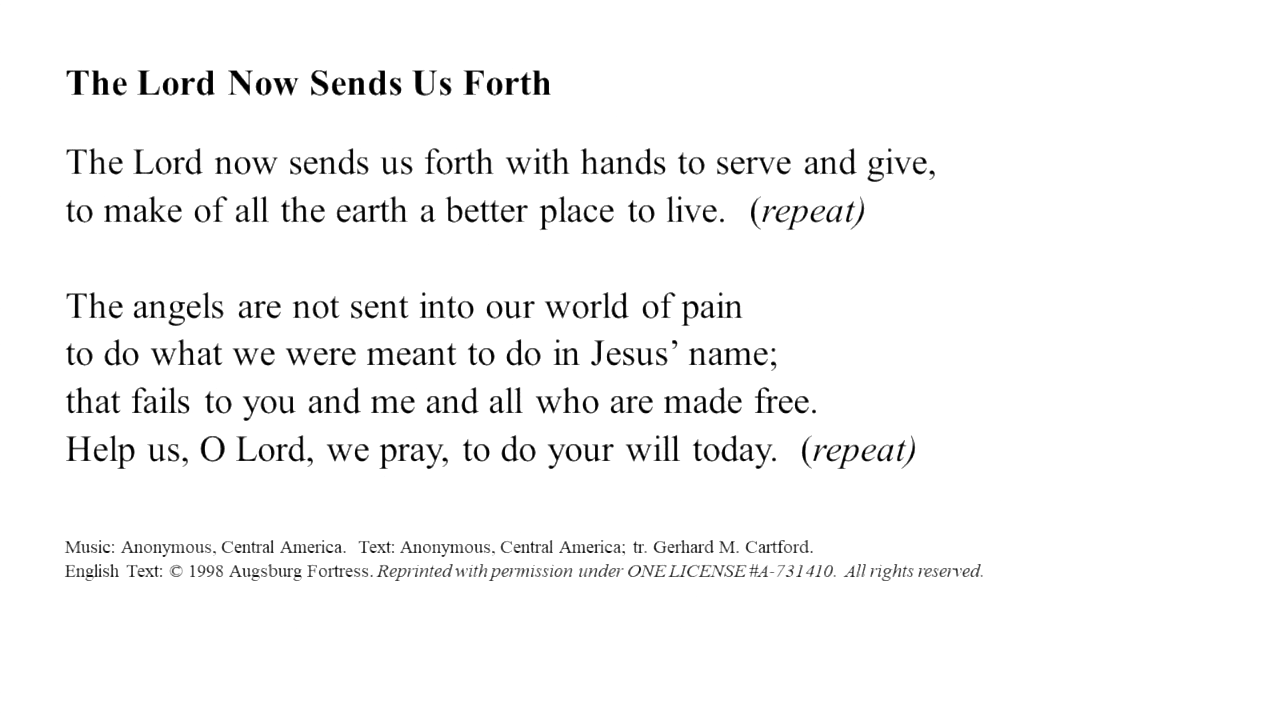 The Lord Now Sends Us Forth
The Lord now sends us forth with hands to serve and give,
to make of all the earth a better place to live. (repeat)
The angels are not sent into our world of pain
to do what we were meant to do in Jesus’ name;
that fails to you and me and all who are made free.
Help us, O Lord, we pray, to do your will today. (repeat)
Music: Anonymous, Central America. Text: Anonymous, Central America; tr. Gerhard M. Cartford.
English Text: © 1998 Augsburg Fortress. Reprinted with permission under ONE LICENSE #A-731410. All rights reserved.